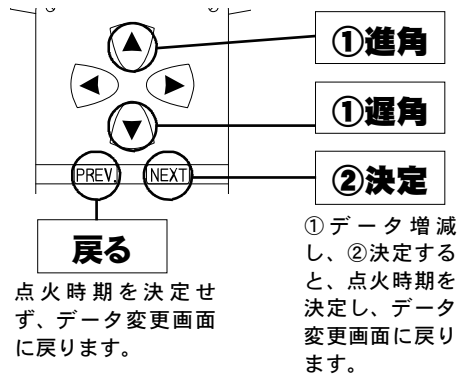 ①進角
①遅角
PREV.
NEXT
②決定
戻る
①データ増減
し、②決定する
と、点火時期を
決定し、データ
変更画面に戻り
ます。
点火時期を決定せ
ず、データ変更画面
に戻ります。